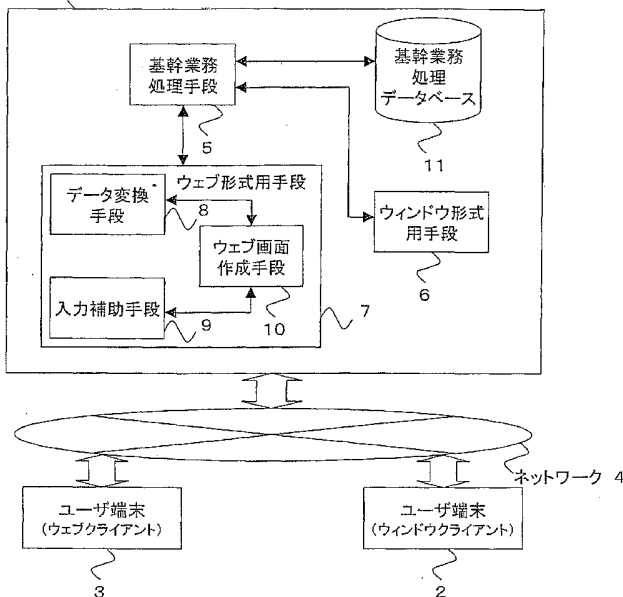 基幹業務
処理手段
5
基幹業務
処理
データベース
11
ウェブ形式用手段
データ変換
手段
8
ウェブ画面
作成手段
10
入力補助手段
9
7
ウィンドウ形式
用手段
6
ネットワーク 4
ユーザ端末
(ウェブクライアント)
3
ユーザ端末
(ウィンドウクライアント)
2